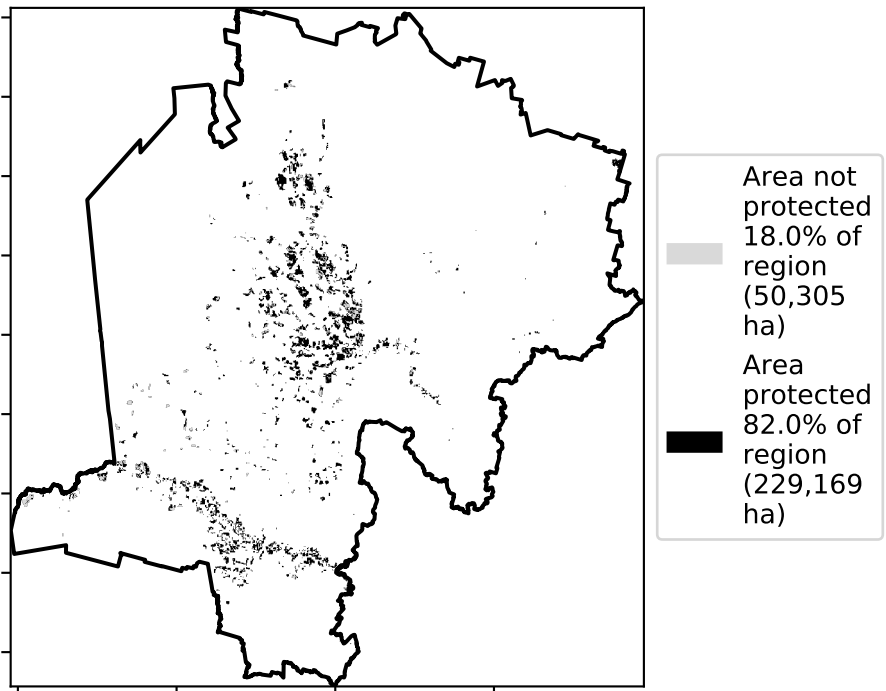 Area not
protected
18.0% of
region
(50,305
ha)
Area
protected
82.0% of
region
(229,169
ha)